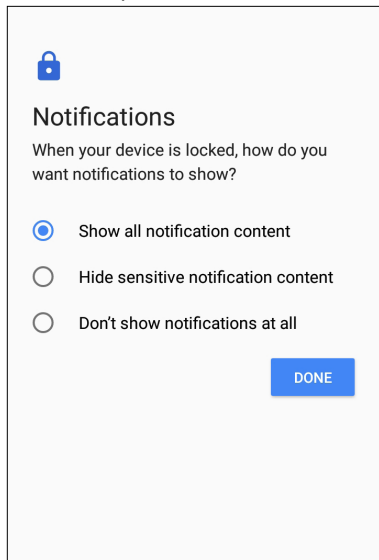 Notifications
When your device is locked, how do you
want notifications to show?
Show all notification content
Hide sensitive notification content
Don't show notifications at all
DONE